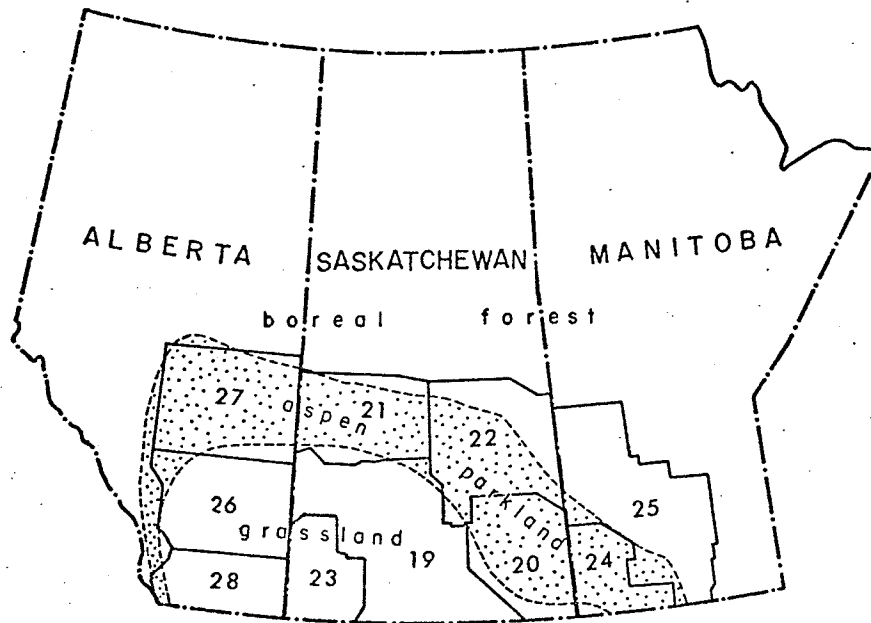 ALBERTA
SASKATCHEWAN
MANITOBA
boreal forest
27
aspen
21
22
parkland
26
25
grassland
19
20
24
28
23